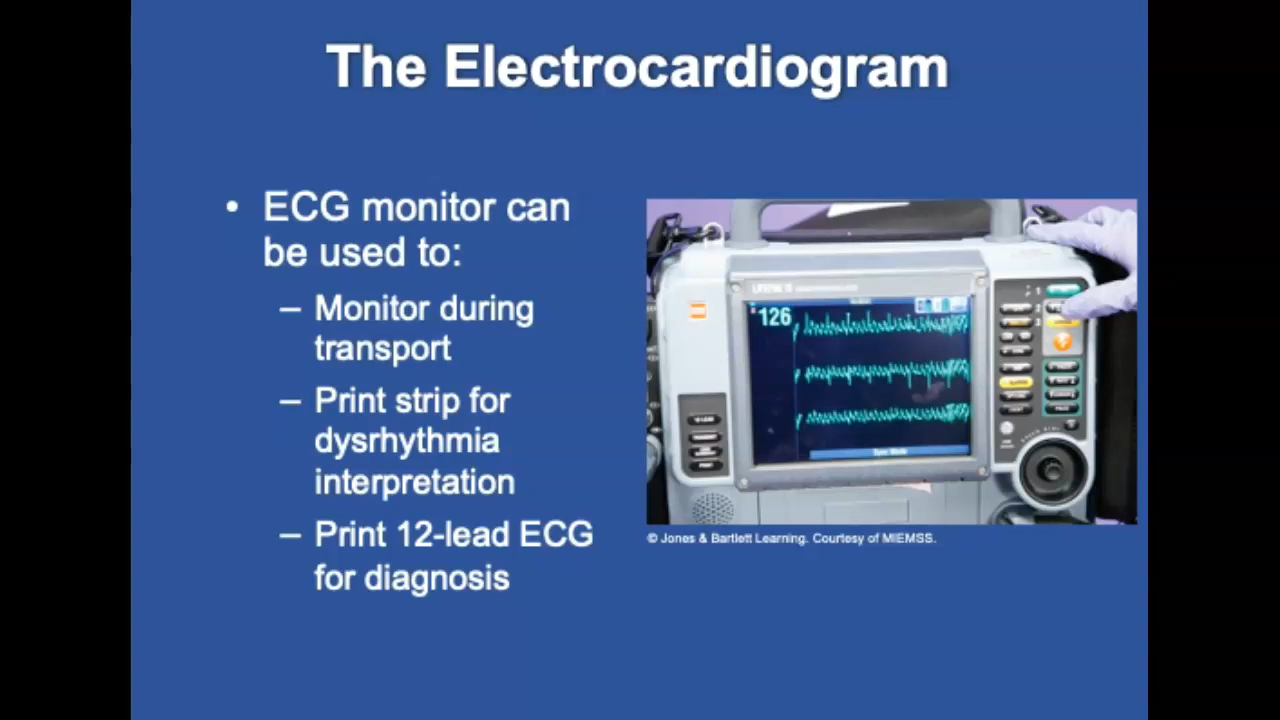 The Electrocardiogram
• ECG monitor can
be used to:
– Monitor during
transport
– Print strip for
dysrhythmia
interpretation
– Print 12-lead ECG
for diagnosis
126
© Jones & Bartlett Learning. Courtesy of MIEMSS.